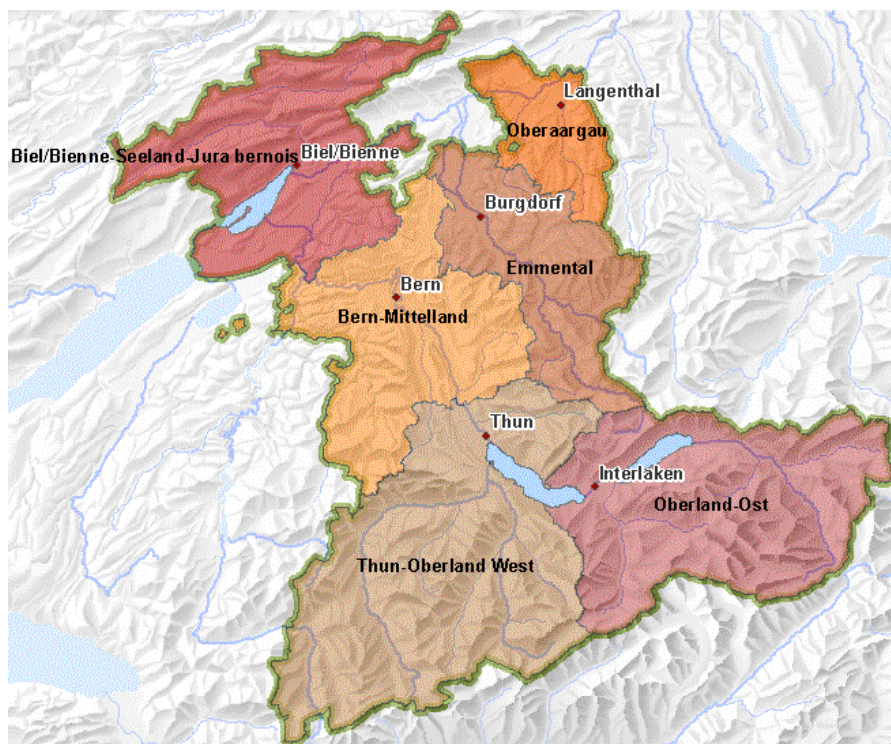 Langenthal
Oberaargau
Biel/Bienne-Seeland-Jura bernois
Biel/Bienne
Burgdorf
Emmental
Bern
Bern-Mittelland
Thun
Interlaken
Oberland-Ost
Thun-Oberland West